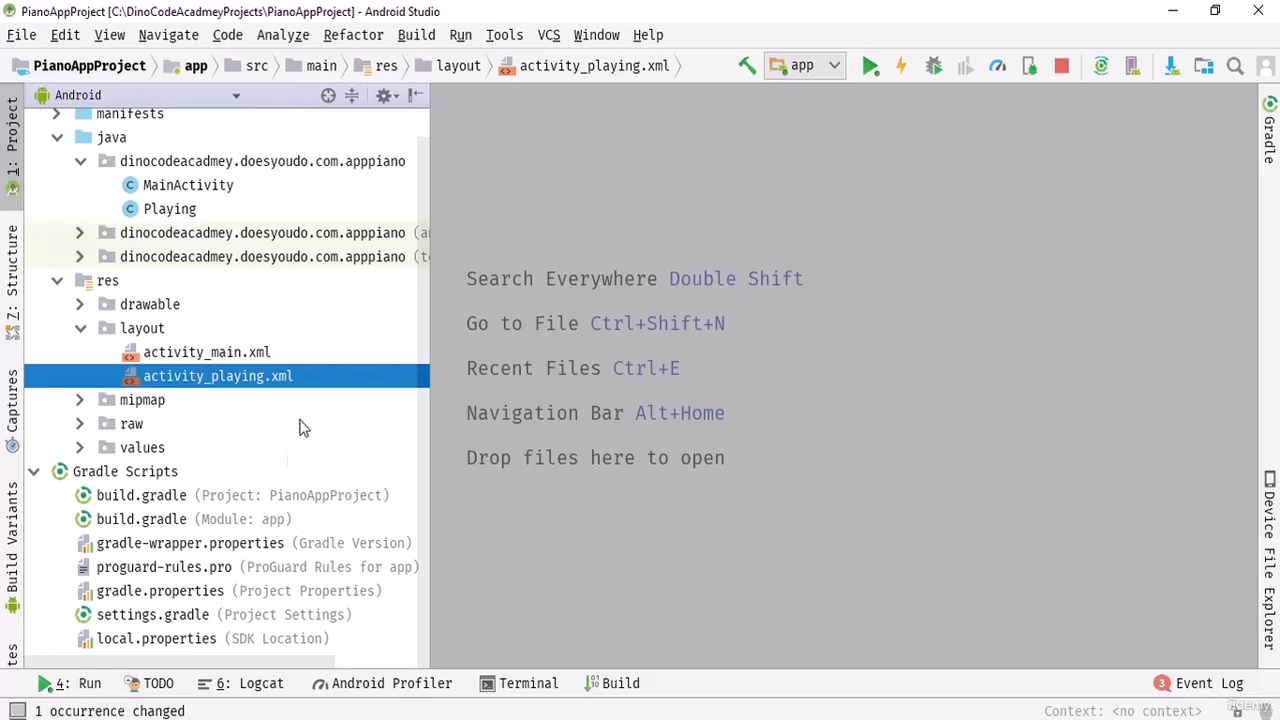 PianoAppProject [C:\DinoCodeAcadmeyProjects\PianoAppProject] - Android Studio
File Edit View Navigate Code Analyze Refactor Build Run Tools VCS Window Help
PianoAppProject app src main res layout activity_playing.xml app
Android
manifests
java
dinocodeacadmey.doesyoudo.com.apppiano
MainActivity
Playing
dinocodeacadmey.doesyoudo.com.apppiano (a
dinocodeacadmey.doesyoudo.com.apppiano (t
res
drawable
layout
activity_main.xml
activity_playing.xml
mipmap
raw
values
Gradle Scripts
build.gradle (Project: PianoAppProject)
build.gradle (Module: app)
gradle-wrapper.properties (Gradle Version)
proguard-rules.pro (ProGuard Rules for app)
gradle.properties (Project Properties)
settings.gradle (Project Settings)
local.properties (SDK Location)
1: Project
7: Structure
Captures
Build Variants
tes
Search Everywhere Double Shift
Go to File Ctrl+Shift+N
Recent Files Ctrl+E
Navigation Bar Alt+Home
Drop files here to open
Gradle
Device File Explorer
4: Run TODO 6: Logcat Android Profiler Terminal Build 3 Event Log
1 occurrence changed Context: <no context>